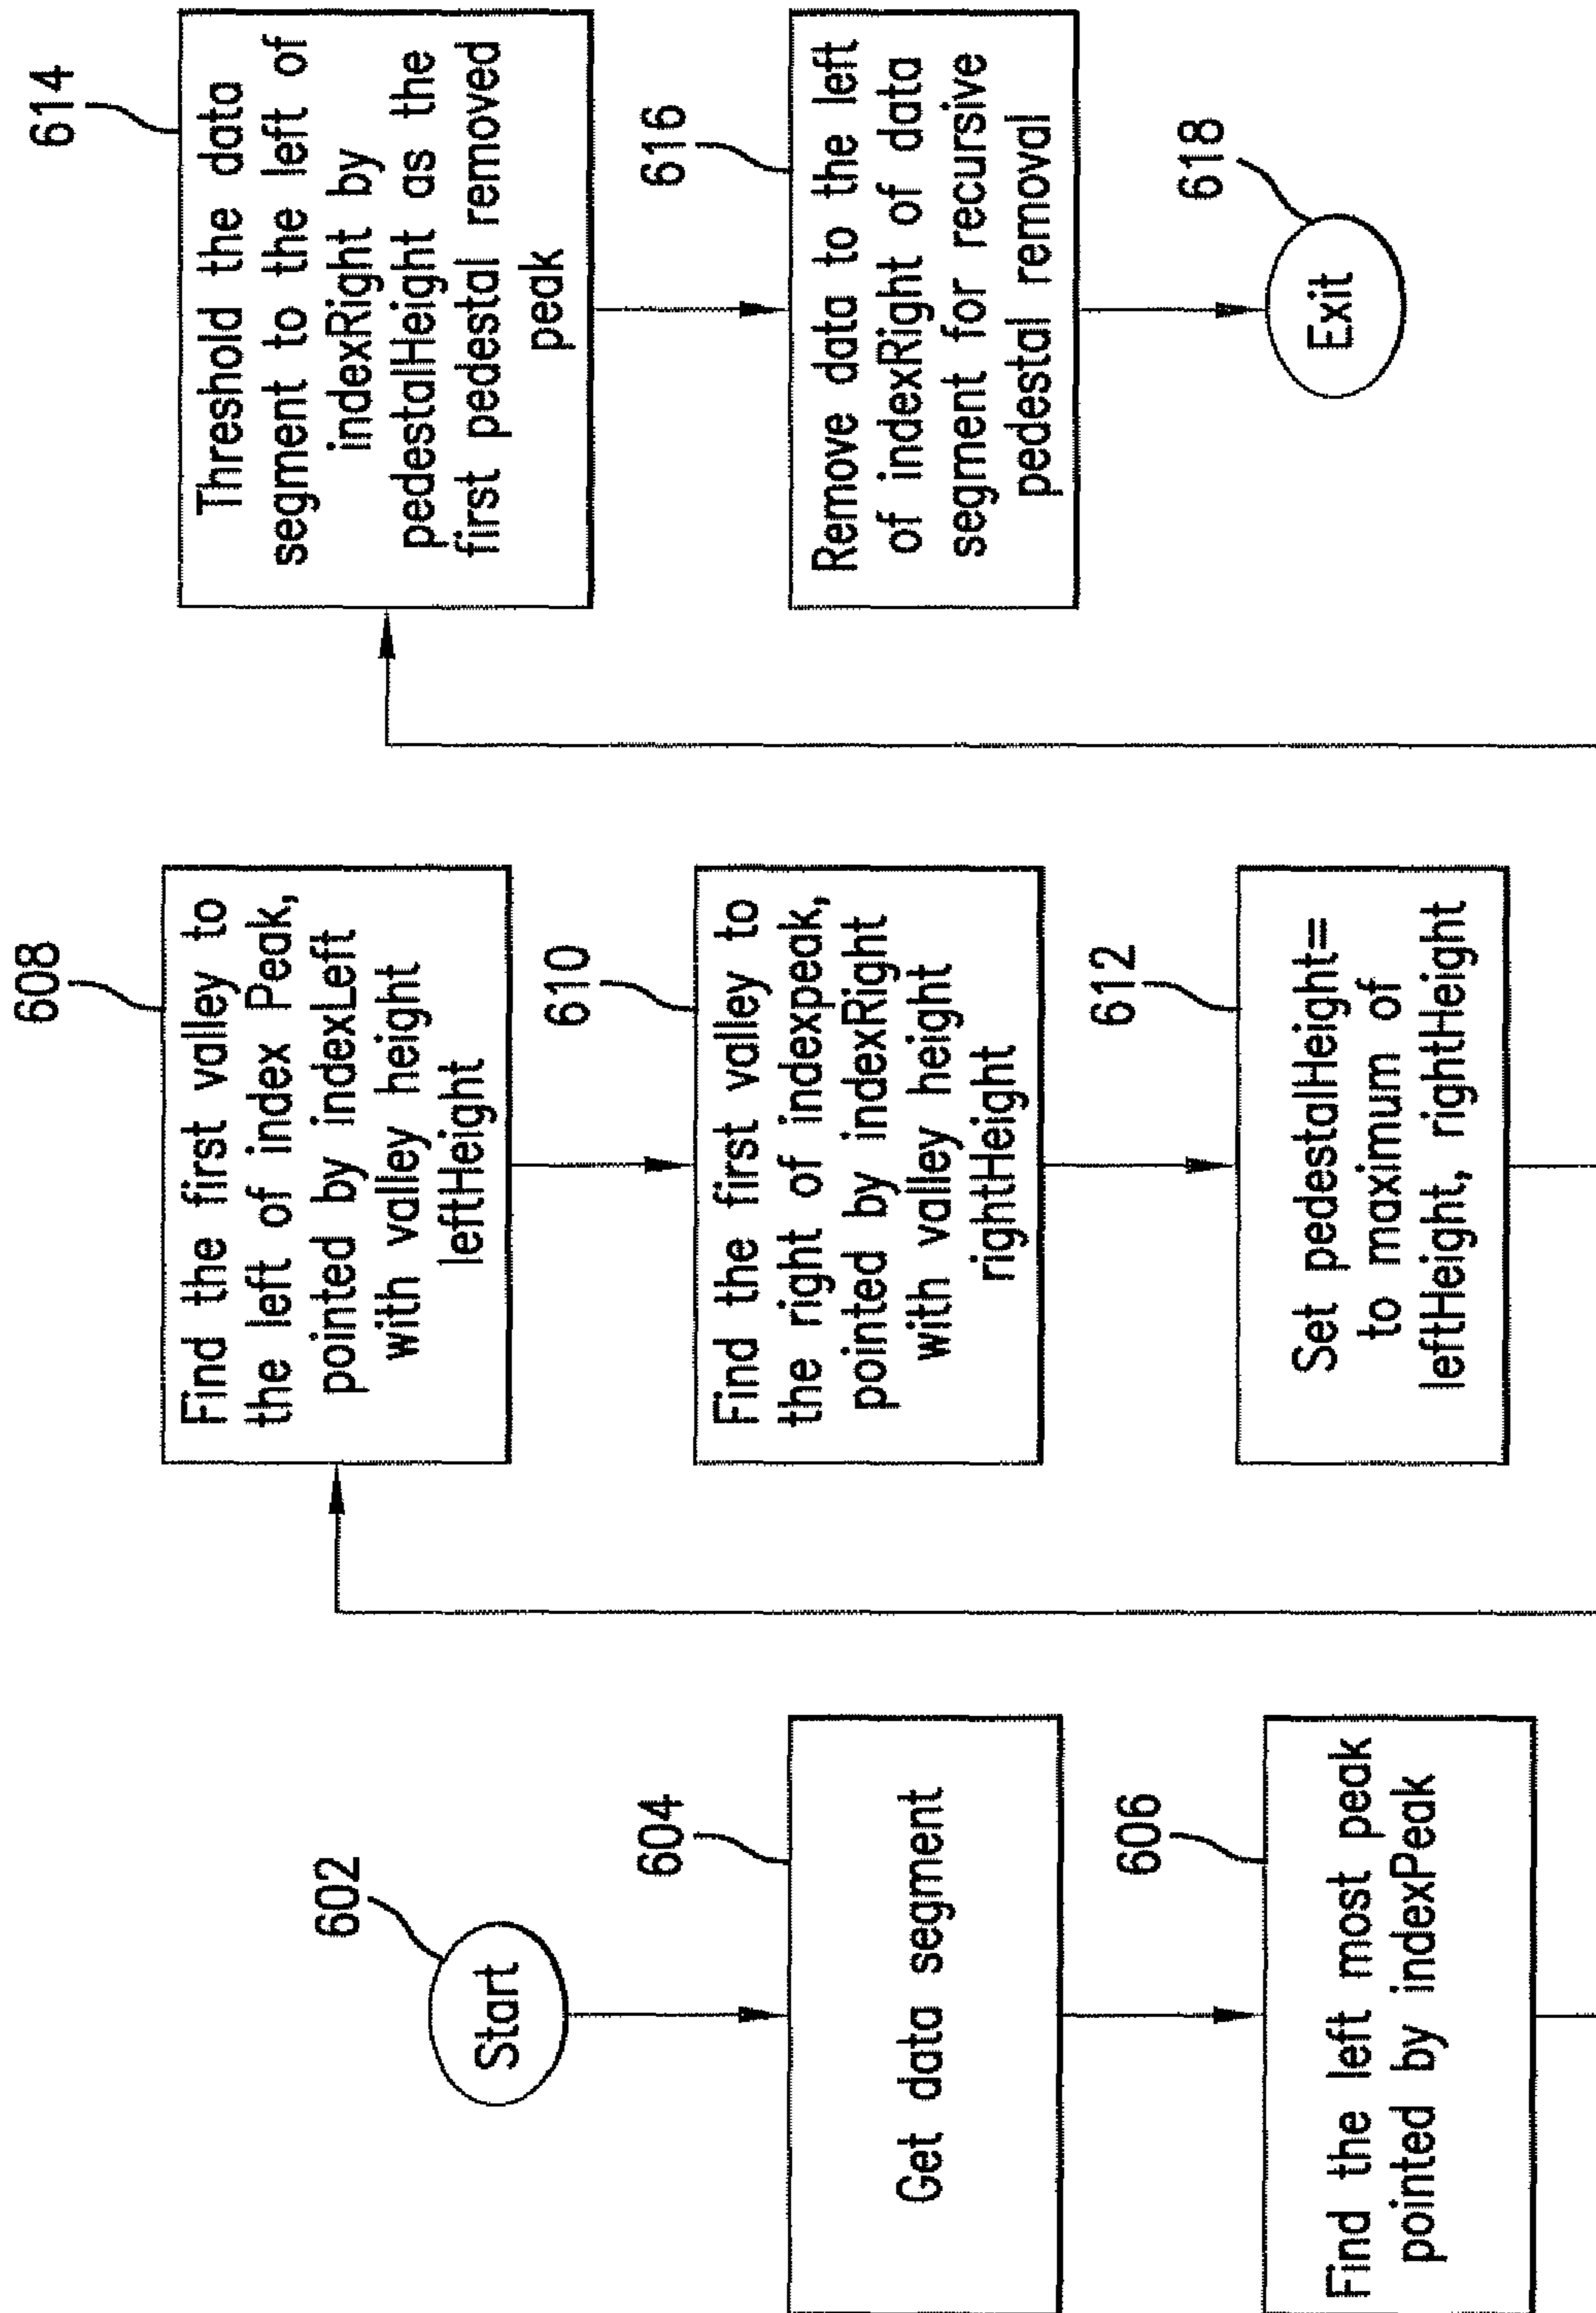 602
Start
604
Get data segment
606
Find the left most peak
pointed by indexPeak
608
Find the first valley to
the left of index Peak,
pointed by indexLeft
with valley height
leftHeight
610
Find the first valley to
the right of indexpeak,
pointed by indexRight
with valley height
rightHeight
612
Set pedestalHeight=
to maximum of
leftHeight, rightHeight
614
Threshold the data
segment to the left of
indexRight by
pedestalHeight as the
first pedestal removed
peak
616
Remove data to the left
of indexRight of data
segment for recursive
pedestal removal
618
Exit